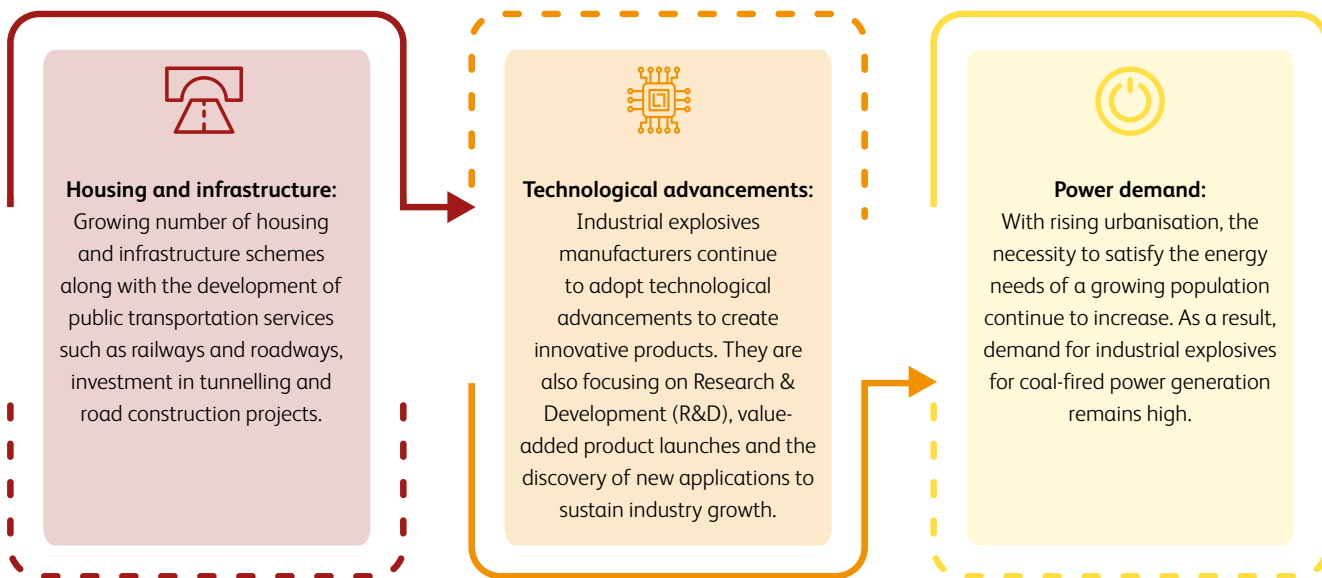 Housing and infrastructure:
Growing number of housing
and infrastructure schemes
along with the development of
public transportation services
such as railways and roadways,
investment in tunnelling and
road construction projects.
Technological advancements:
Industrial explosives
manufacturers continue
to adopt technological
advancements to create
innovative products. They are
also focusing on Research &
Development (R&D), value-
added product launches and the
discovery of new applications to
sustain industry growth.
Power demand:
With rising urbanisation, the
necessity to satisfy the energy
needs of a growing population
continue to increase. As a result,
demand for industrial explosives
for coal-fired power generation
remains high.